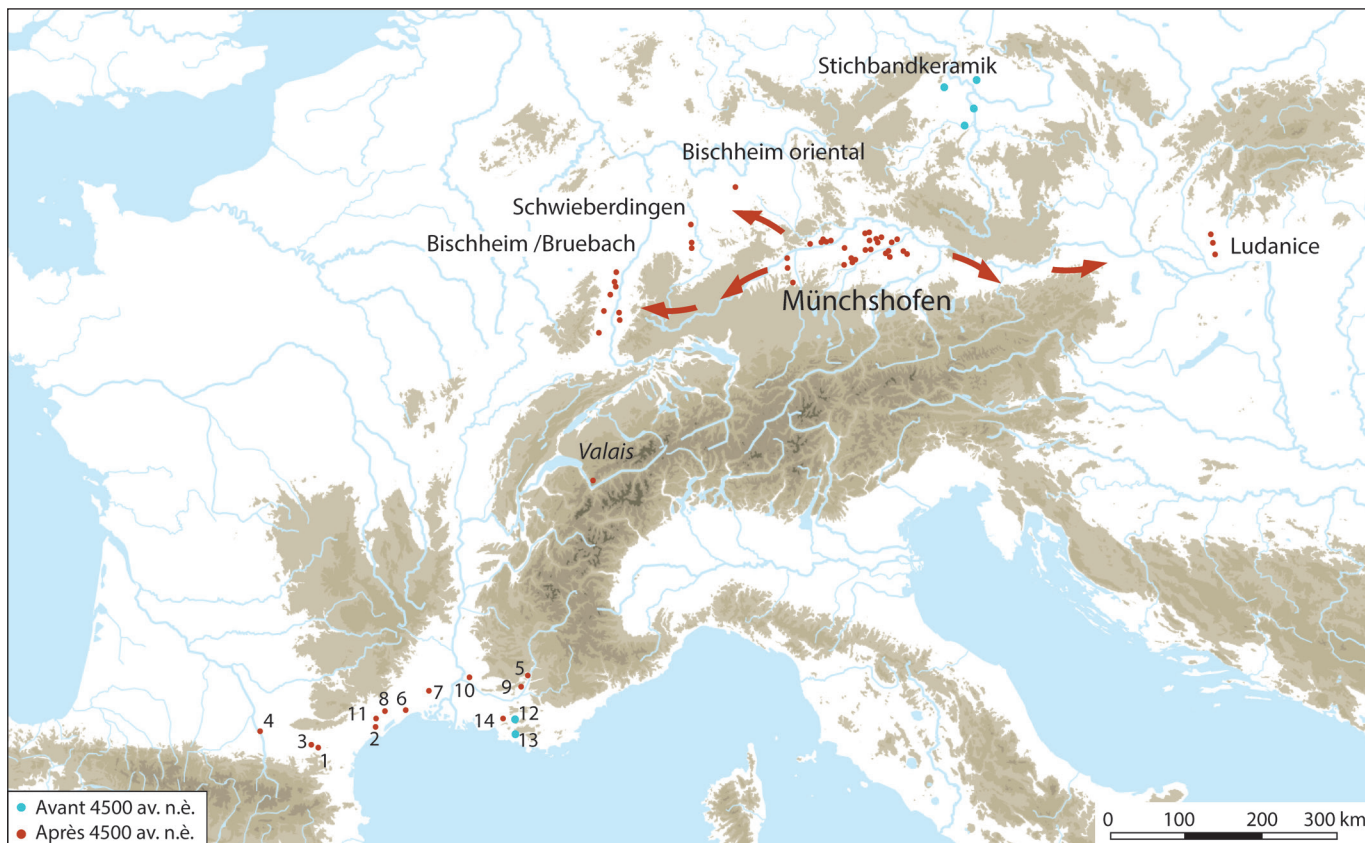 Stichbandkeramik
Bischheim oriental
Schwieberdingen
Bischheim /Bruebach
Ludanice
Münchshofen
Valais
5
10
9
7
8
6
12
11
14
4
2
13
3
1
Avant 4500 av. n.è.
Après 4500 av. n.è.
0 100 200 300 km